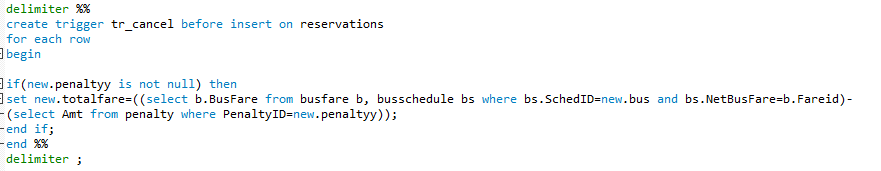 delimiter %%
create trigger tr_cancel before insert on reservations
for each row
begin
if(new.penaltyy is not null) then
set new.totalfare=((select b.BusFare from busfare b, busschedule bs where bs.SchedID=new.bus and bs.NetBusFare=b.Fareid)-
(select Amt from penalty where PenaltyID=new.penaltyy));
end if;
end %%
delimiter ;